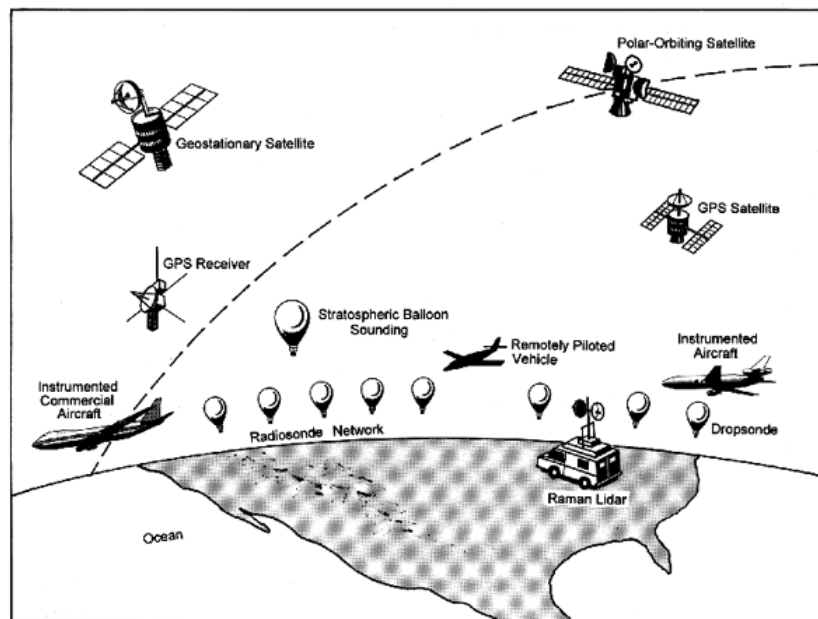 Polar-Orbiting Satellite
Geostationary Satellite
GPS Satellite
GPS Receiver
Stratospheric Balloon
Sounding
Remotely Piloted
Vehicle
Instrumented
Aircraft
Instrumented
Commercial
Aircraft
Radiosonde Network
Dropsonde
Raman Lidar
Ocean